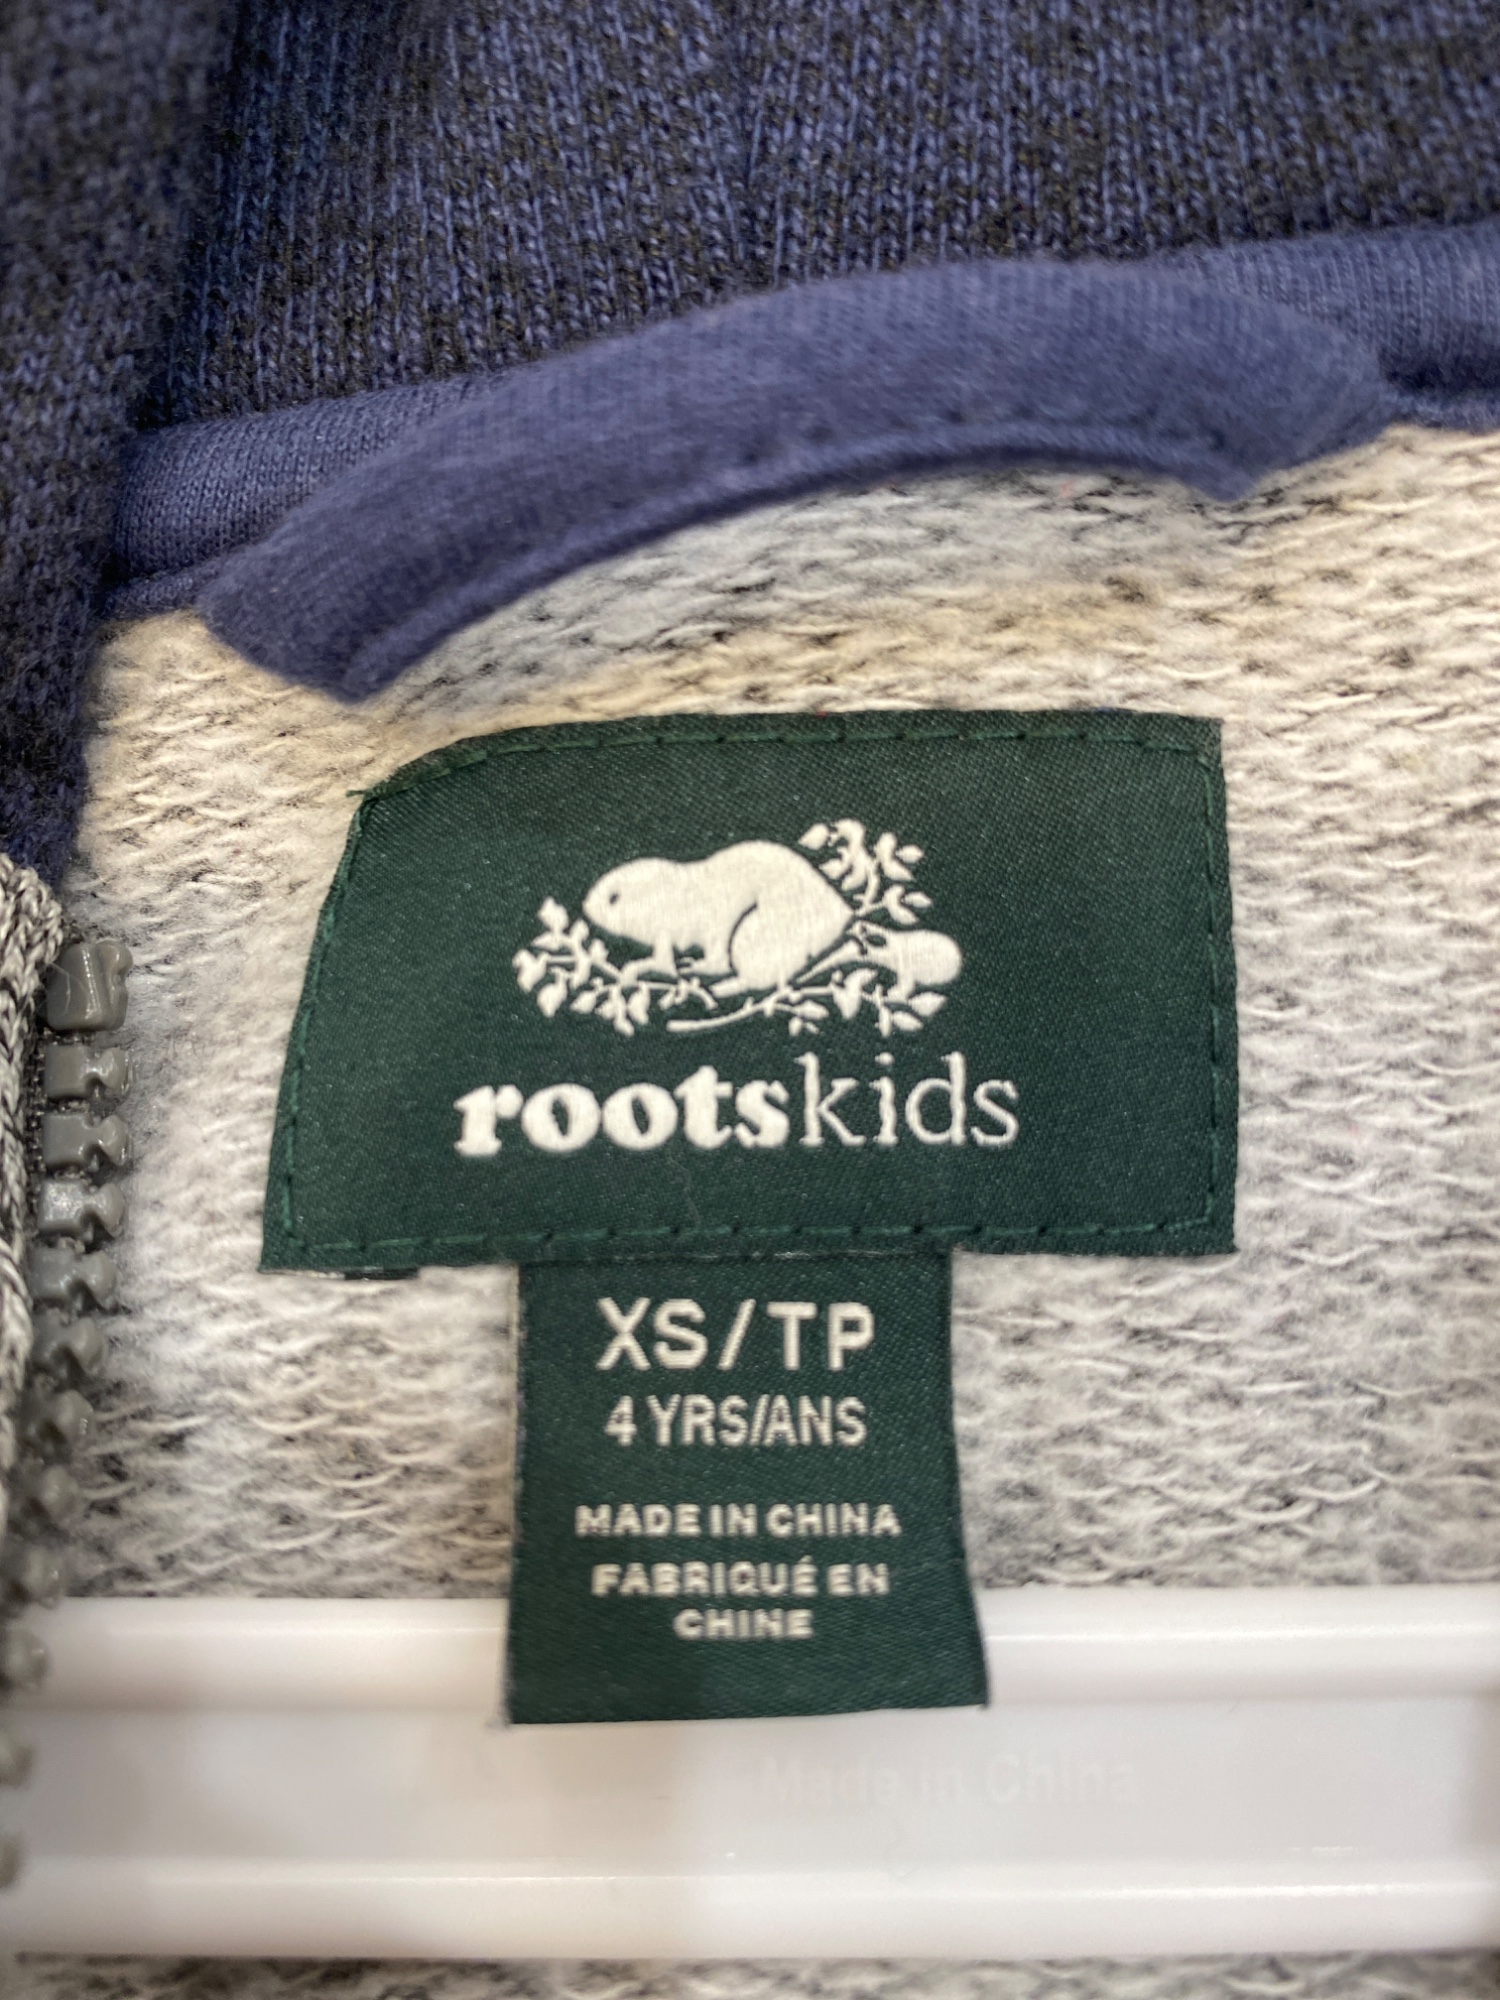 rootskids
XS/TP
4 YRS/ANS
MADE IN CHINA
FABRIQUÉ EN
CHINE
Made in China